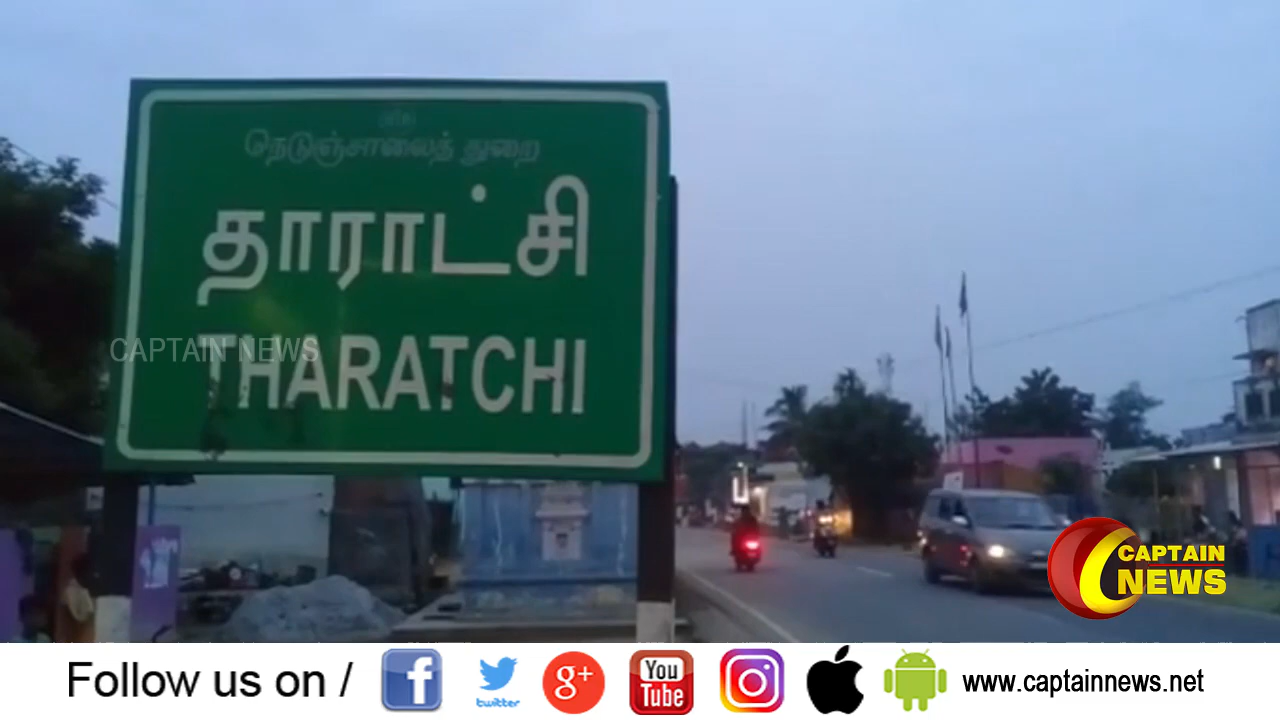 நெடுஞ்சாலைத் துறை
தாராட்சி
THARATCHI
CAPTAIN NEWS
CAPTAIN
NEWS
Follow us on /
f
twitter
g+
You
Tube
www.captainnews.net